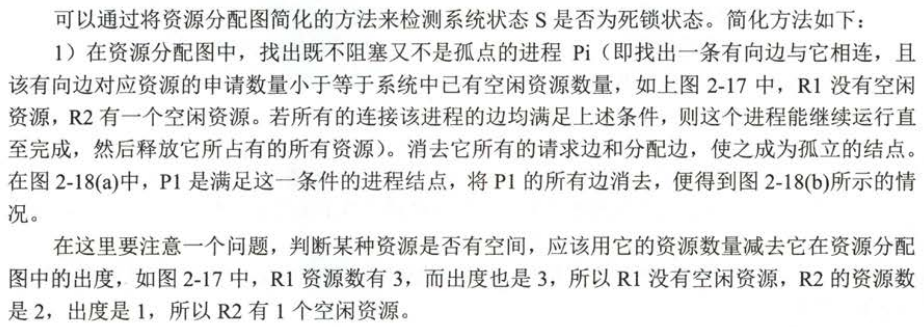 可以通过将资源分配图简化的方法来检测系统状态 S 是否为死锁状态。简化方法如下：
1）在资源分配图中，找出既不阻塞又不是孤点的进程 Pi（即找出一条有向边与它相连，且
该有向边对应资源的申请数量小于等于系统中已有空闲资源数量，如上图 2-17 中，R1 没有空闲
资源，R2 有一个空闲资源。若所有的连接该进程的边均满足上述条件，则这个进程能继续运行直
至完成，然后释放它所占有的所有资源）。消去它所有的请求边和分配边，使之成为孤立的结点。
在图 2-18(a)中，P1 是满足这一条件的进程结点，将 P1 的所有边消去，便得到图 2-18(b)所示的情
况。
在这里要注意一个问题，判断某种资源是否有空间，应该用它的资源数量减去它在资源分配
图中的出度，如图 2-17 中，R1 资源数有 3，而出度也是 3，所以 R1 没有空闲资源，R2 的资源数
是 2，出度是 1，所以 R2 有 1 个空闲资源。